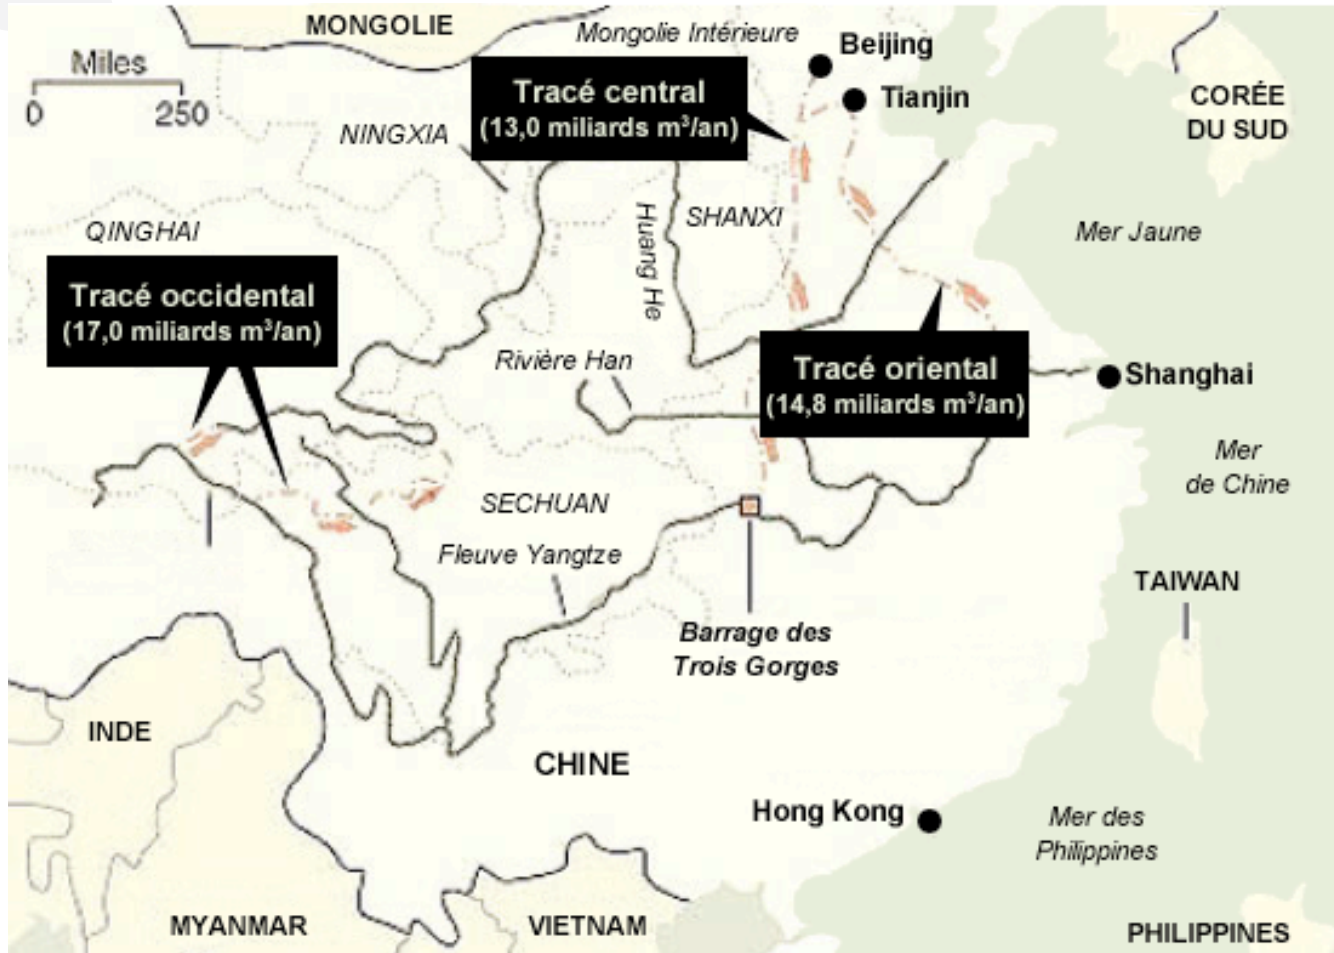 MONGOLIE
Mongolie Intérieure
Beijing
Miles
0 250
Tracé central
(13,0 miliards m³/an)
Tianjin
CORÉE
DU SUD
NINGXIA
Huang He
SHANXI
QINGHAI
Mer Jaune
Tracé occidental
(17,0 miliards m³/an)
Rivière Han
Tracé oriental
(14,8 miliards m³/an)
Shanghai
Mer
de Chine
SECHUAN
Fleuve Yangtze
TAIWAN
Barrage des
Trois Gorges
INDE
CHINE
Hong Kong
Mer des
Philippines
MYANMAR
VIETNAM
PHILIPPINES